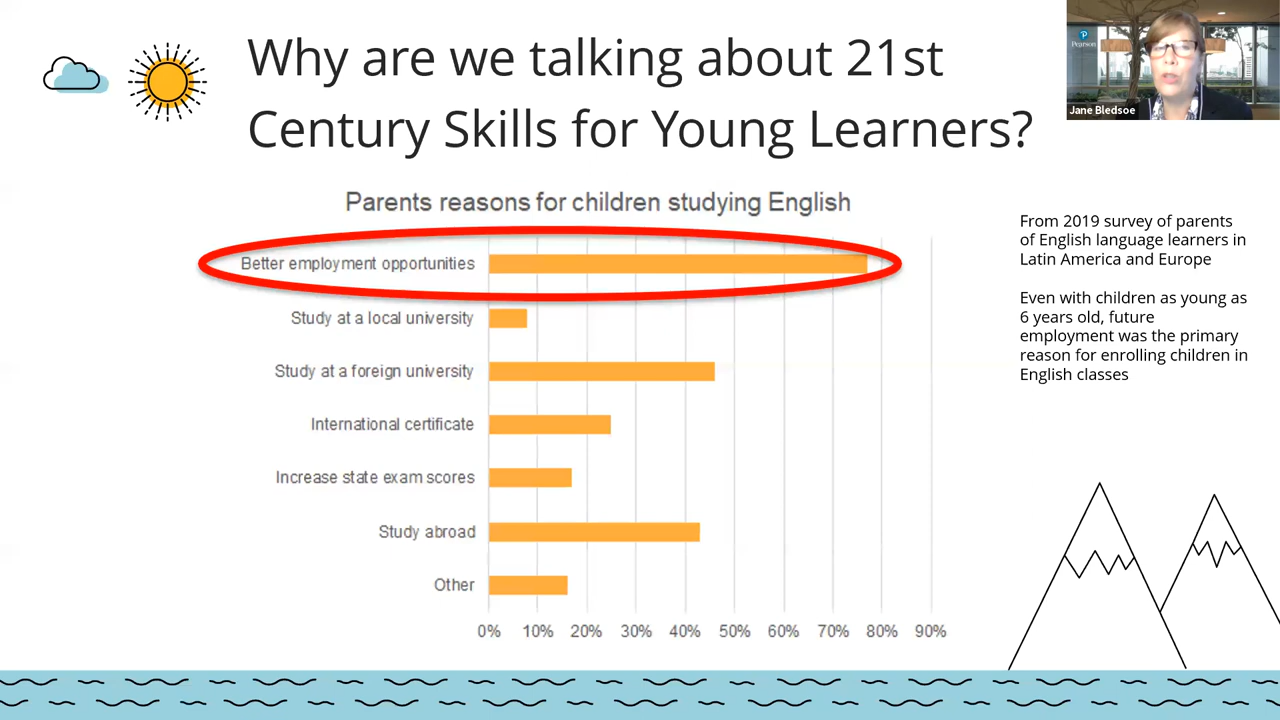 Why are we talking about 21st
Century Skills for Young Learners?
Pearson
Jane Bledsoe
Parents reasons for children studying English
Better employment opportunities
Study at a local university
Study at a foreign university
International certificate
Increase state exam scores
Study abroad
Other
0% 10% 20% 30% 40% 50% 60% 70% 80% 90%
From 2019 survey of parents
of English language learners in
Latin America and Europe
Even with children as young as
6 years old, future
employment was the primary
reason for enrolling children in
English classes